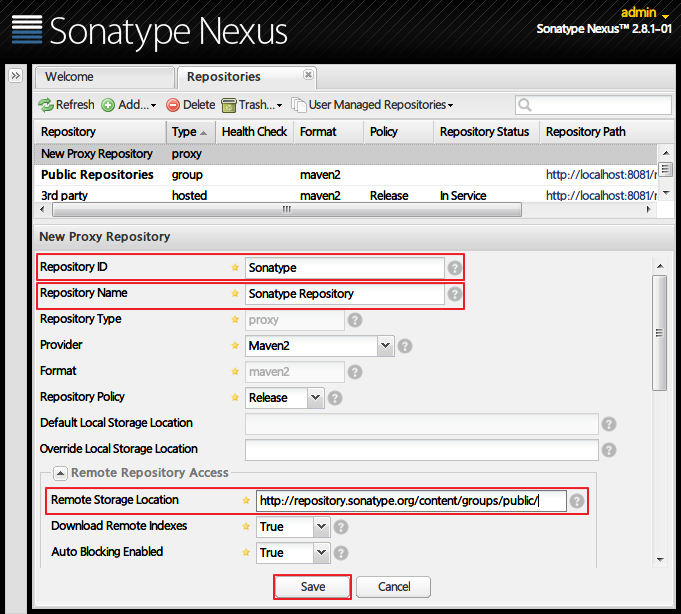 Sonatype Nexus
admin
Sonatype Nexus™ 2.8.1-01
Welcome
Repositories
Refresh Add... Delete Trash... User Managed Repositories
Repository Type Health Check Format Policy Repository Status Repository Path
New Proxy Repository proxy
Public Repositories group maven2 http://localhost:8081/r
3rd party hosted maven2 Release In Service http://localhost:8081/r
New Proxy Repository
Repository ID Sonatype
Repository Name Sonatype Repository
Repository Type proxy
Provider Maven2
Format maven2
Repository Policy Release
Default Local Storage Location
Override Local Storage Location
Remote Repository Access
Remote Storage Location http://repository.sonatype.org/content/groups/public/
Download Remote Indexes True
Auto Blocking Enabled True
Save Cancel